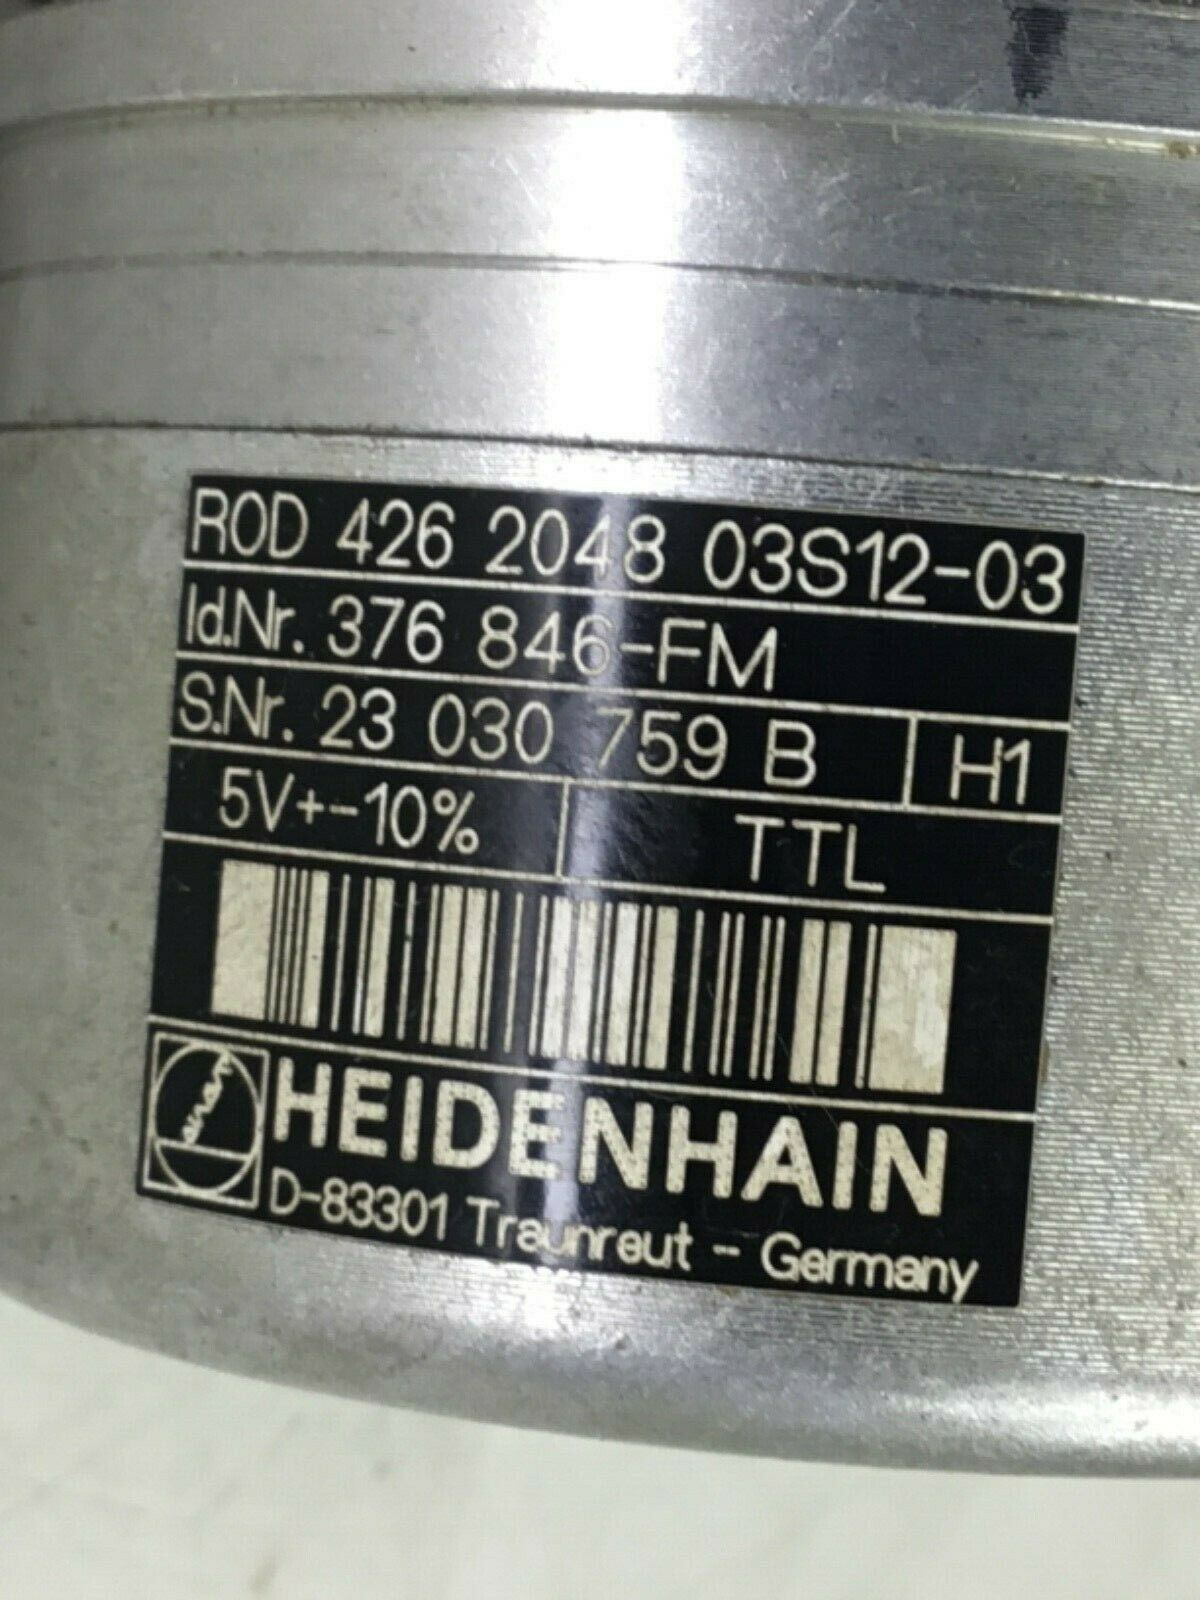 ROD 426 2048 03S12-03
Id.Nr. 376 846-FM
S.Nr. 23 030 759 B H1
5V+-10% TTL
HEIDENHAIN
D-83301 Traunreut - Germany